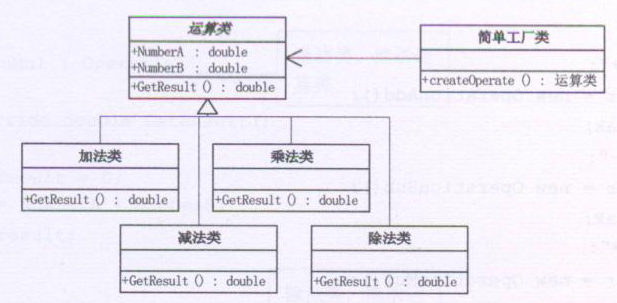 运算类
+NumberA : double
+NumberB : double
+GetResult() : double
简单工厂类
+createOperate() : 运算类
加法类
+GetResult() : double
乘法类
+GetResult() : double
减法类
+GetResult() : double
除法类
+GetResult() : double